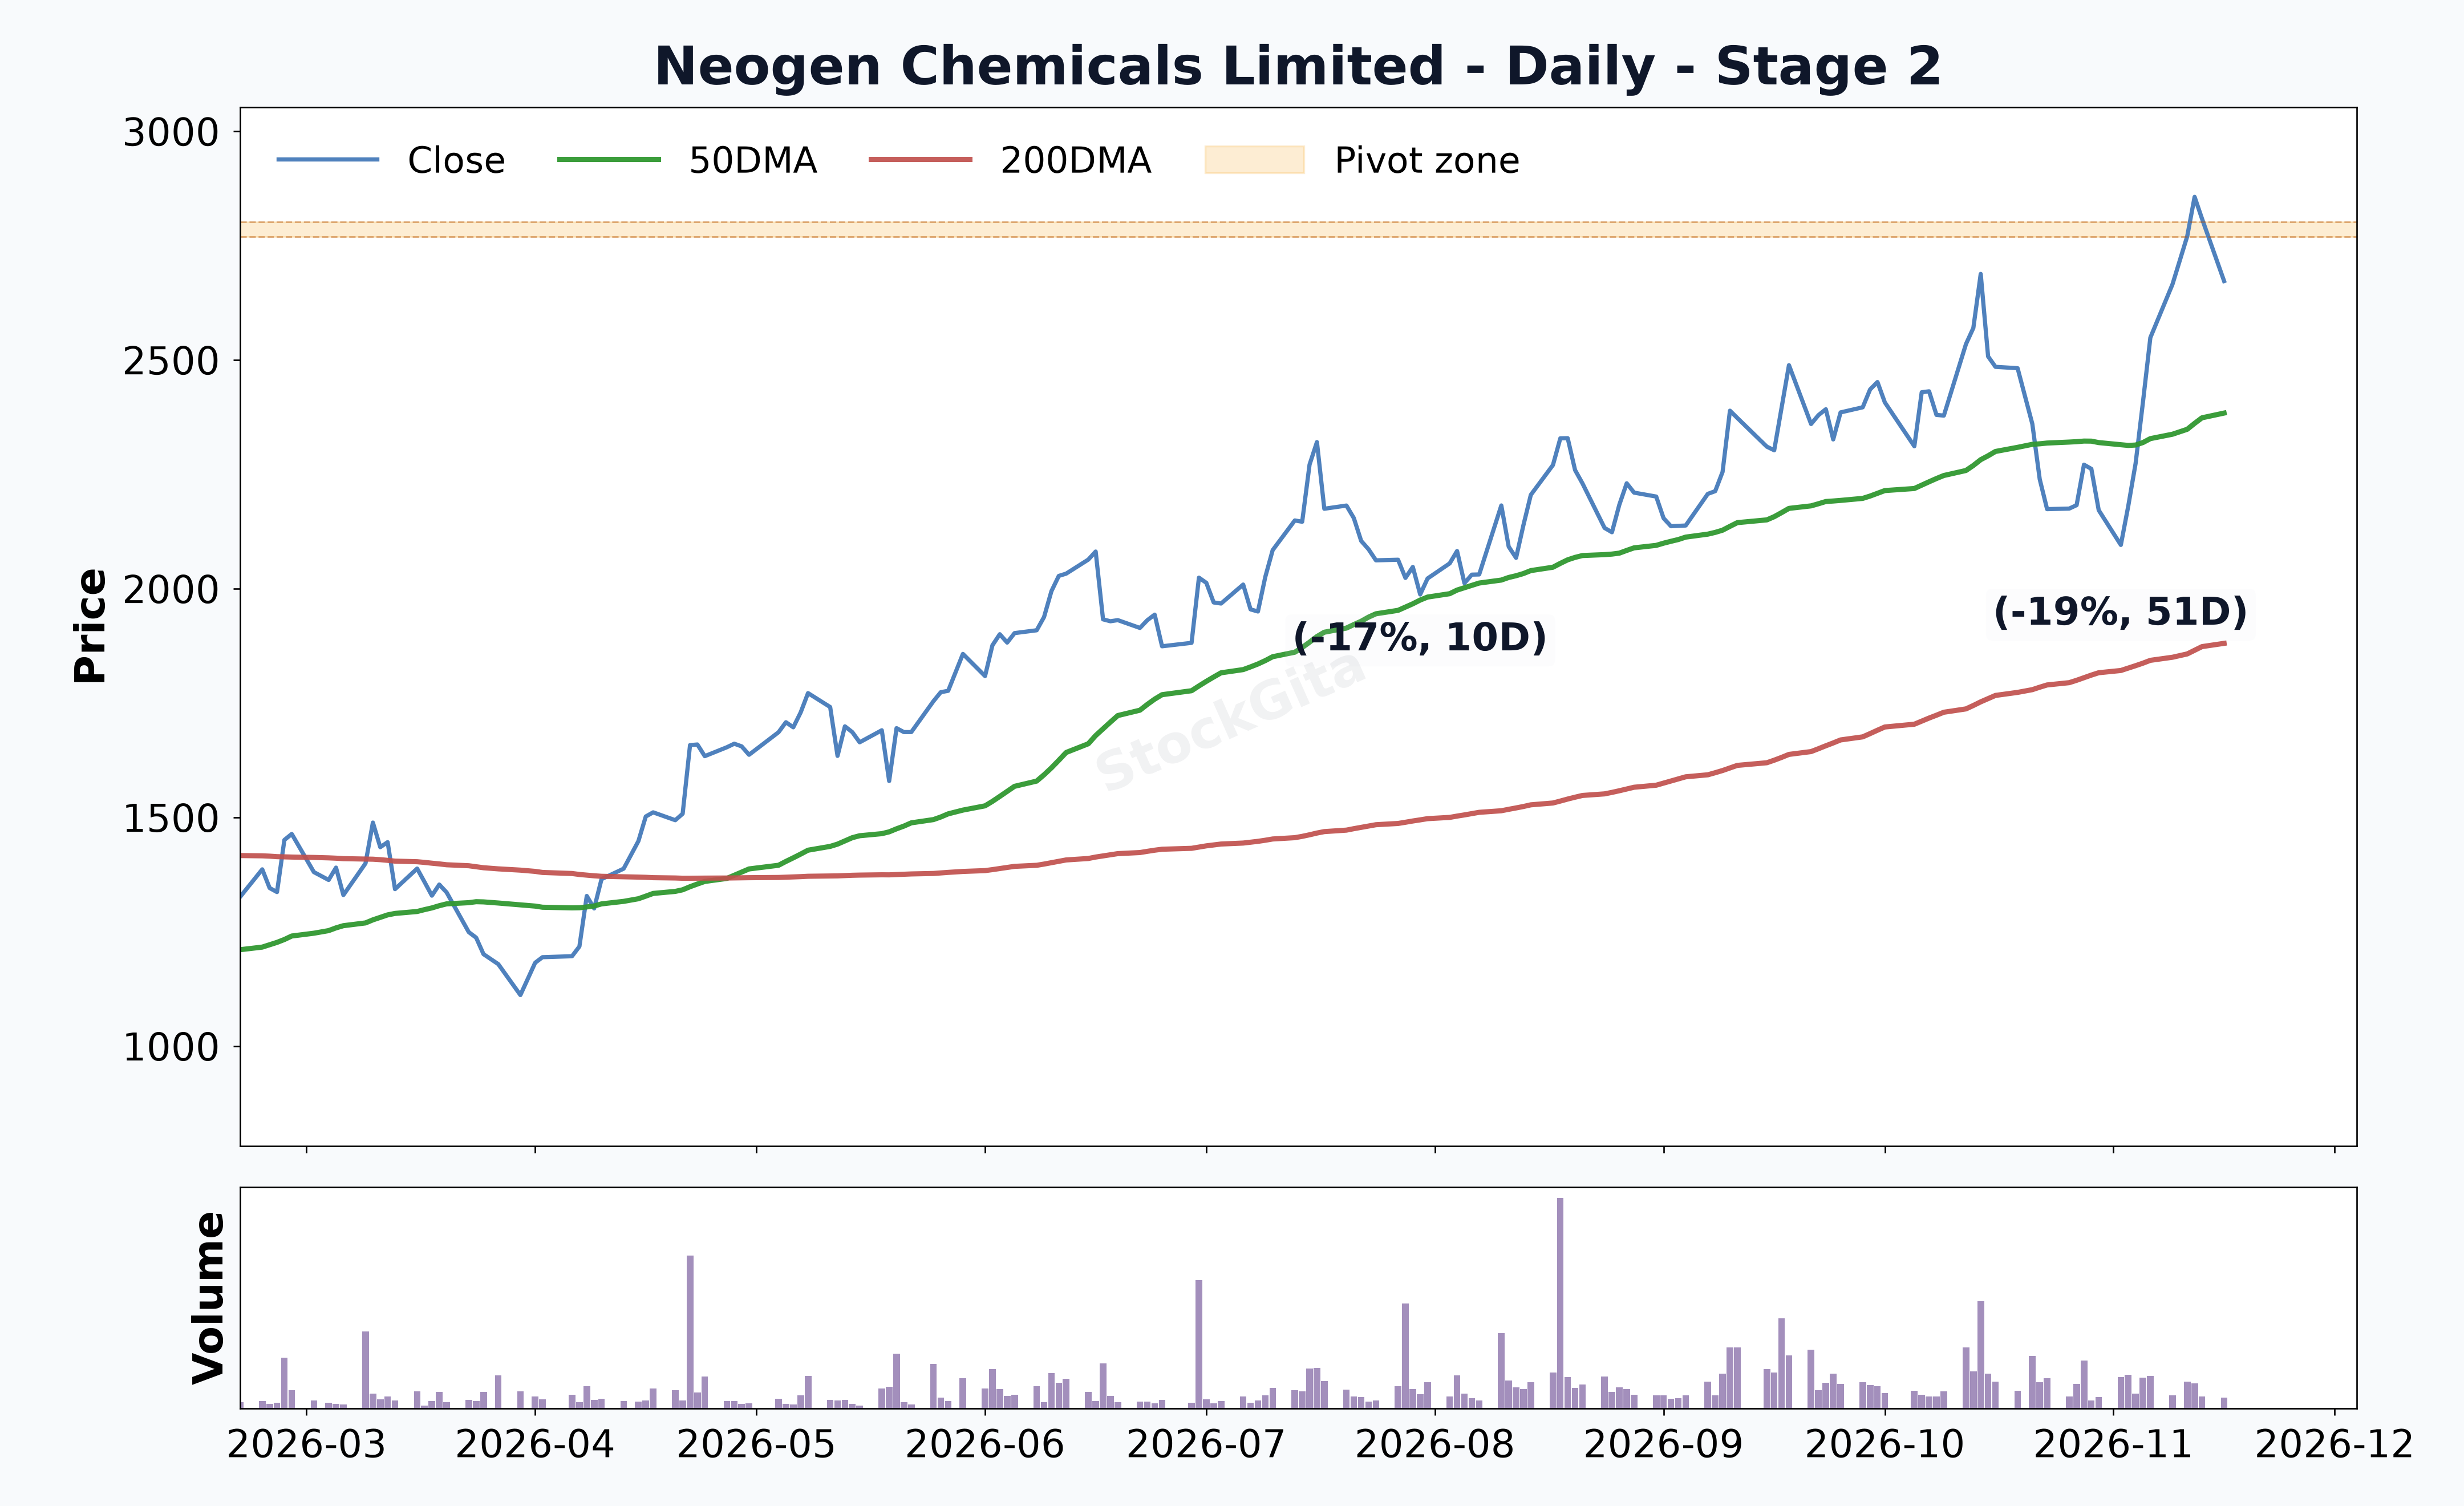 Neogen Chemicals Limited - Daily - Stage 2
Close 50DMA 200DMA Pivot zone
3000
2500
2000
1500
1000
Price
(-17%, 10D)
(-19%, 51D)
StockGita
Volume
2026-03 2026-04 2026-05 2026-06 2026-07 2026-08 2026-09 2026-10 2026-11 2026-12